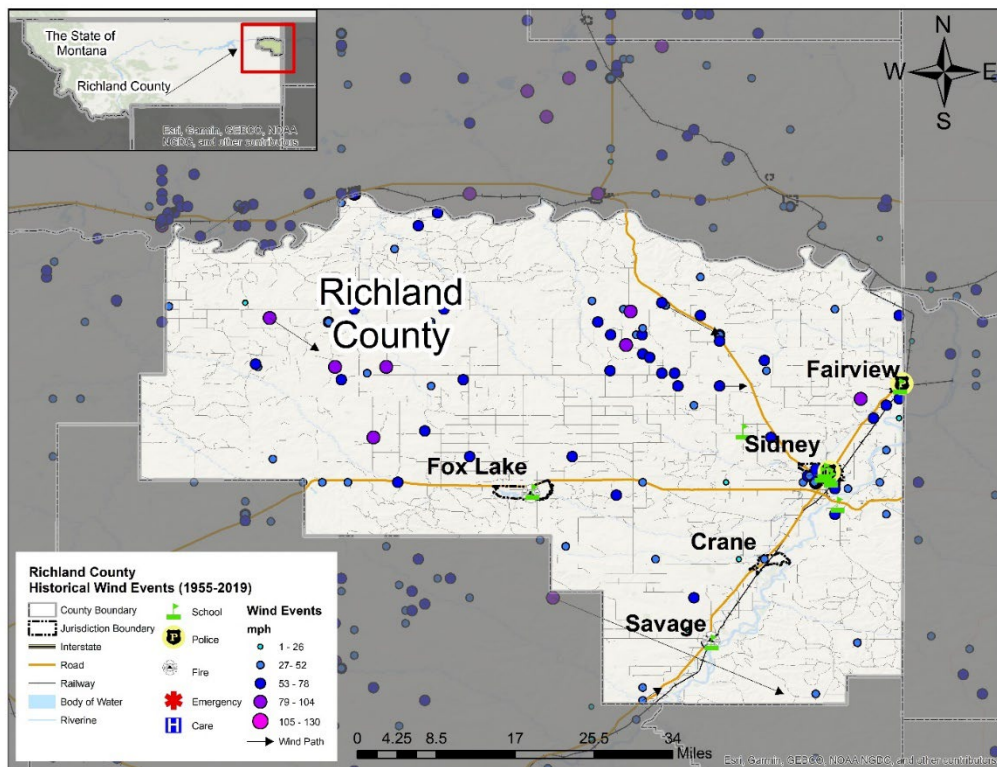 The State of
Montana
Richland County
Esri, Garmin, GEBCO, NOAA
NGDC, and other contributors
N
W E
S
Richland
County
Fairview
Sidney
Fox Lake
Crane
Savage
Richland County
Historical Wind Events (1955-2019)
County Boundary
Jurisdiction Boundary
Interstate
Road
Railway
Body of Water
Riverine
School
P
Police
Fire
Emergency
H
Care
Wind Events
mph
1 - 26
27- 52
53 - 78
79 - 104
105 - 130
Wind Path
0 4.25 8.5 17 25.5 34
Miles
Esri, Garmin, GEBCO, NOAA NGDC, and other contributors